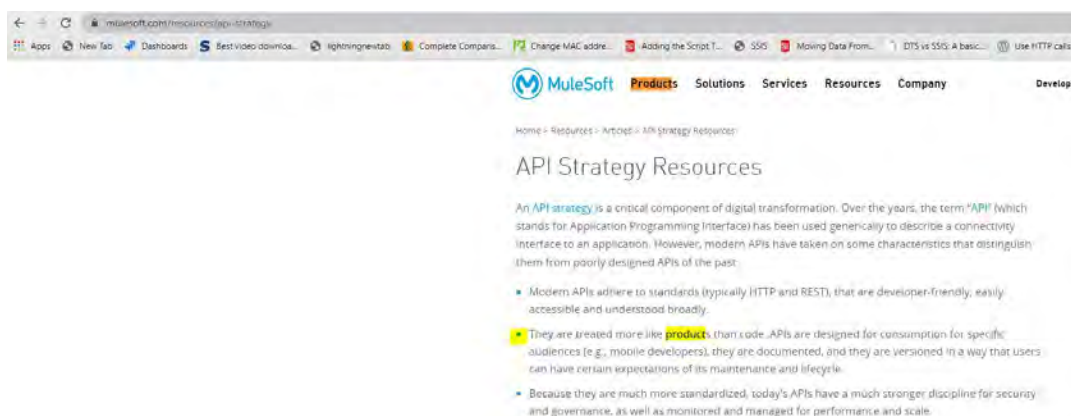 mulesoft.com/resources/api-strategy
Apps New Tab Dashboards Best video downloa... lightningnewtab Complete Comparis... Change MAC addre... Adding the Script T... SSIS Moving Data From... DTS vs SSIS: A basic... Use HTTP calls
MuleSoft Products Solutions Services Resources Company Develop
Home > Resources > Articles > API Strategy Resources
API Strategy Resources
An API strategy is a critical component of digital transformation. Over the years, the term "API" (which
stands for Application Programming Interface) has been used generically to describe a connectivity
interface to an application. However, modern APIs have taken on some characteristics that distinguish
them from poorly designed APIs of the past:
• Modern APIs adhere to standards (typically HTTP and REST), that are developer-friendly, easily
accessible and understood broadly.
• They are treated more like products than code. APIs are designed for consumption for specific
audiences (e.g., mobile developers), they are documented, and they are versioned in a way that users
can have certain expectations of its maintenance and lifecycle.
• Because they are much more standardized, today's APIs have a much stronger discipline for security
and governance, as well as monitored and managed for performance and scale.